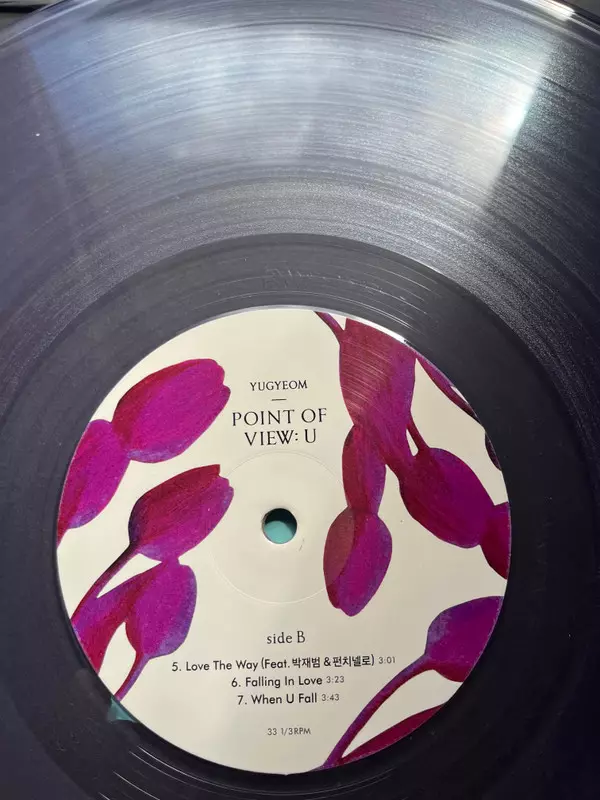 YUGYEOM
POINT OF
VIEW: U
side B
5. Love The Way (Feat. 박재범 & 펀치넬로) 3:01
6. Falling In Love 3:23
7. When U Fall 3:43
33 1/3RPM